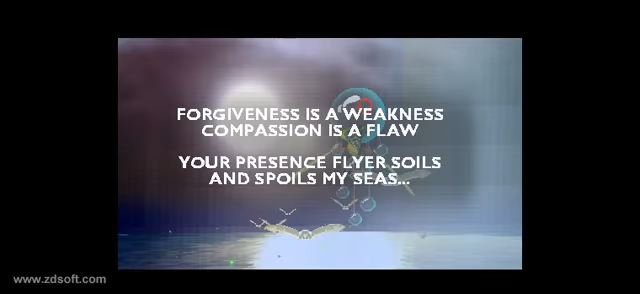 FORGIVENESS IS A WEAKNESS
COMPASSION IS A FLAW
YOUR PRESENCE FLYER SOILS
AND SPOILS MY SEAS...
www.zdsoft.com